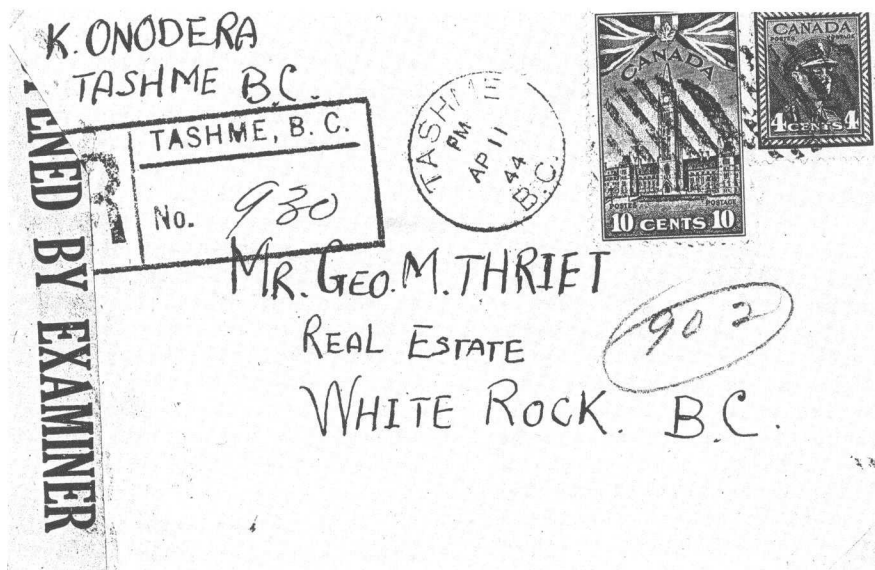 K. ONODERA
TASHME B.C.
ENED BY EXAMINER
R
TASHME, B. C.
No. 930
TASHME
PM
AP 11
44
B.C.
CANADA
POSTES POSTAGE
10 CENTS 10
CANADA
POSTES POSTAGE
4 CENTS 4
MR. GEO. M. THRIFT
REAL ESTATE
902
WHITE ROCK. B.C.